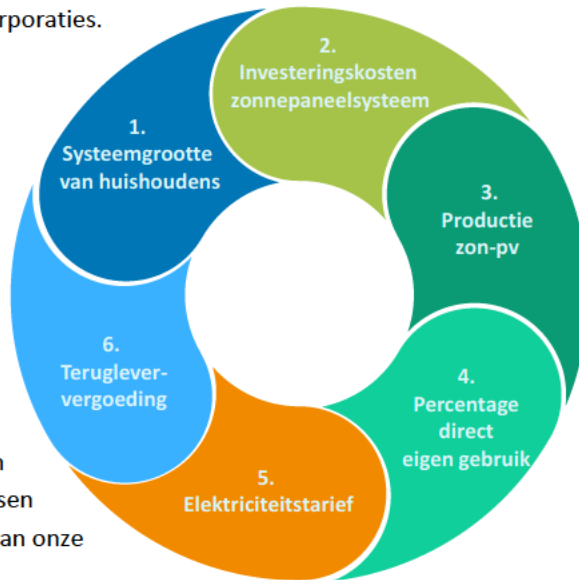 rporaties.
1.
Systeemgrootte
van huishoudens
2.
Investeringskosten
zonnepaneelsysteem
3.
Productie
zon-pv
4.
Percentage
direct
eigen gebruik
5.
Elektriciteitstarief
6.
Teruglever-
vergoeding
n
sen
an onze